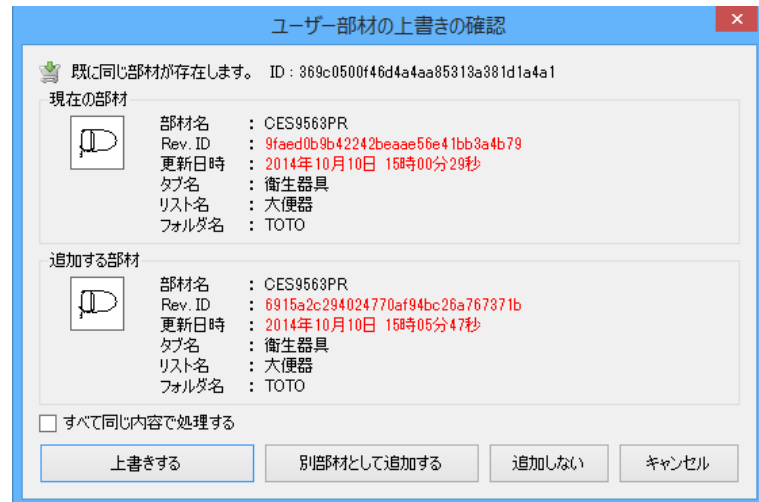 ユーザー部材の上書きの確認
既に同じ部材が存在します。 ID : 369c0500f46d4a4aa85313a381d1a4a1
現在の部材
部材名 : CES9563PR
Rev. ID : 9faed0b9b42242beaae56e41bb3a4b79
更新日時 : 2014年10月10日 15時00分29秒
タブ名 : 衛生器具
リスト名 : 大便器
フォルダ名 : TOTO
追加する部材
部材名 : CES9563PR
Rev. ID : 6915a2c294024770af94bc26a767371b
更新日時 : 2014年10月10日 15時05分47秒
タブ名 : 衛生器具
リスト名 : 大便器
フォルダ名 : TOTO
すべて同じ内容で処理する
上書きする 別部材として追加する 追加しない キャンセル